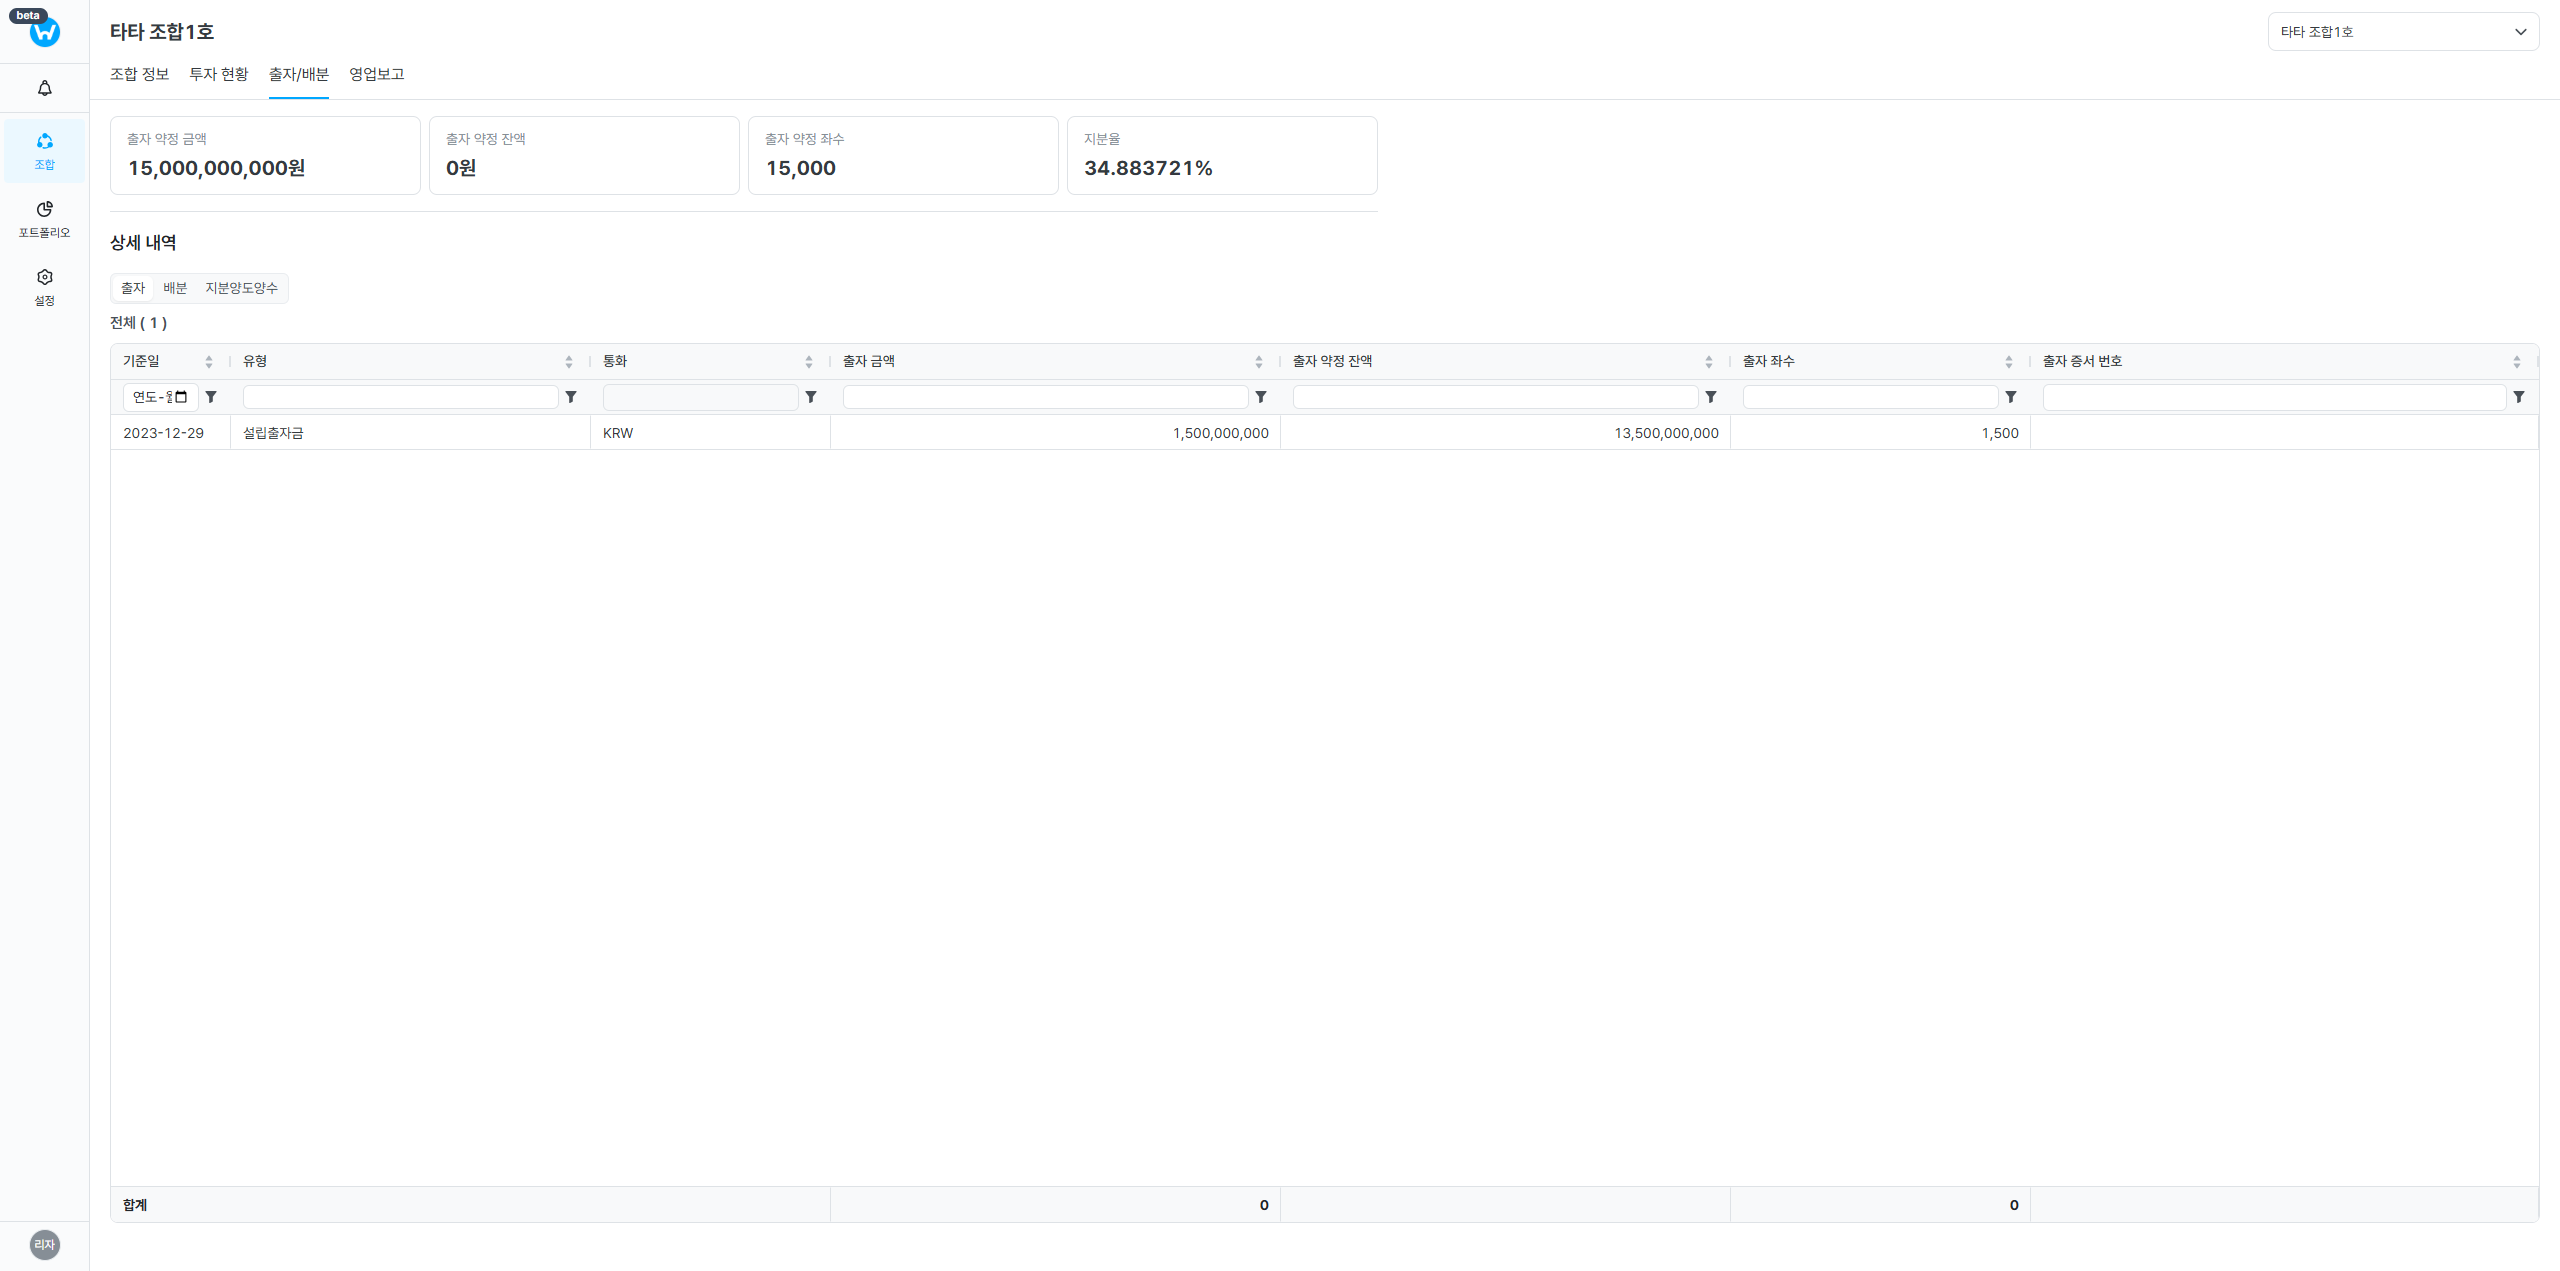 beta
타타 조합1호
타타 조합1호
조합 정보 투자 현황 출자/배분 영업보고
조합
포트폴리오
설정
출자 약정 금액
15,000,000,000원
출자 약정 잔액
0원
출자 약정 좌수
15,000
지분율
34.883721%
상세 내역
출자 배분 지분양도양수
전체 ( 1 )
기준일 유형 통화 출자 금액 출자 약정 잔액 출자 좌수 출자 증서 번호
연도-
2023-12-29 설립출자금 KRW 1,500,000,000 13,500,000,000 1,500
합계 0 0
리자